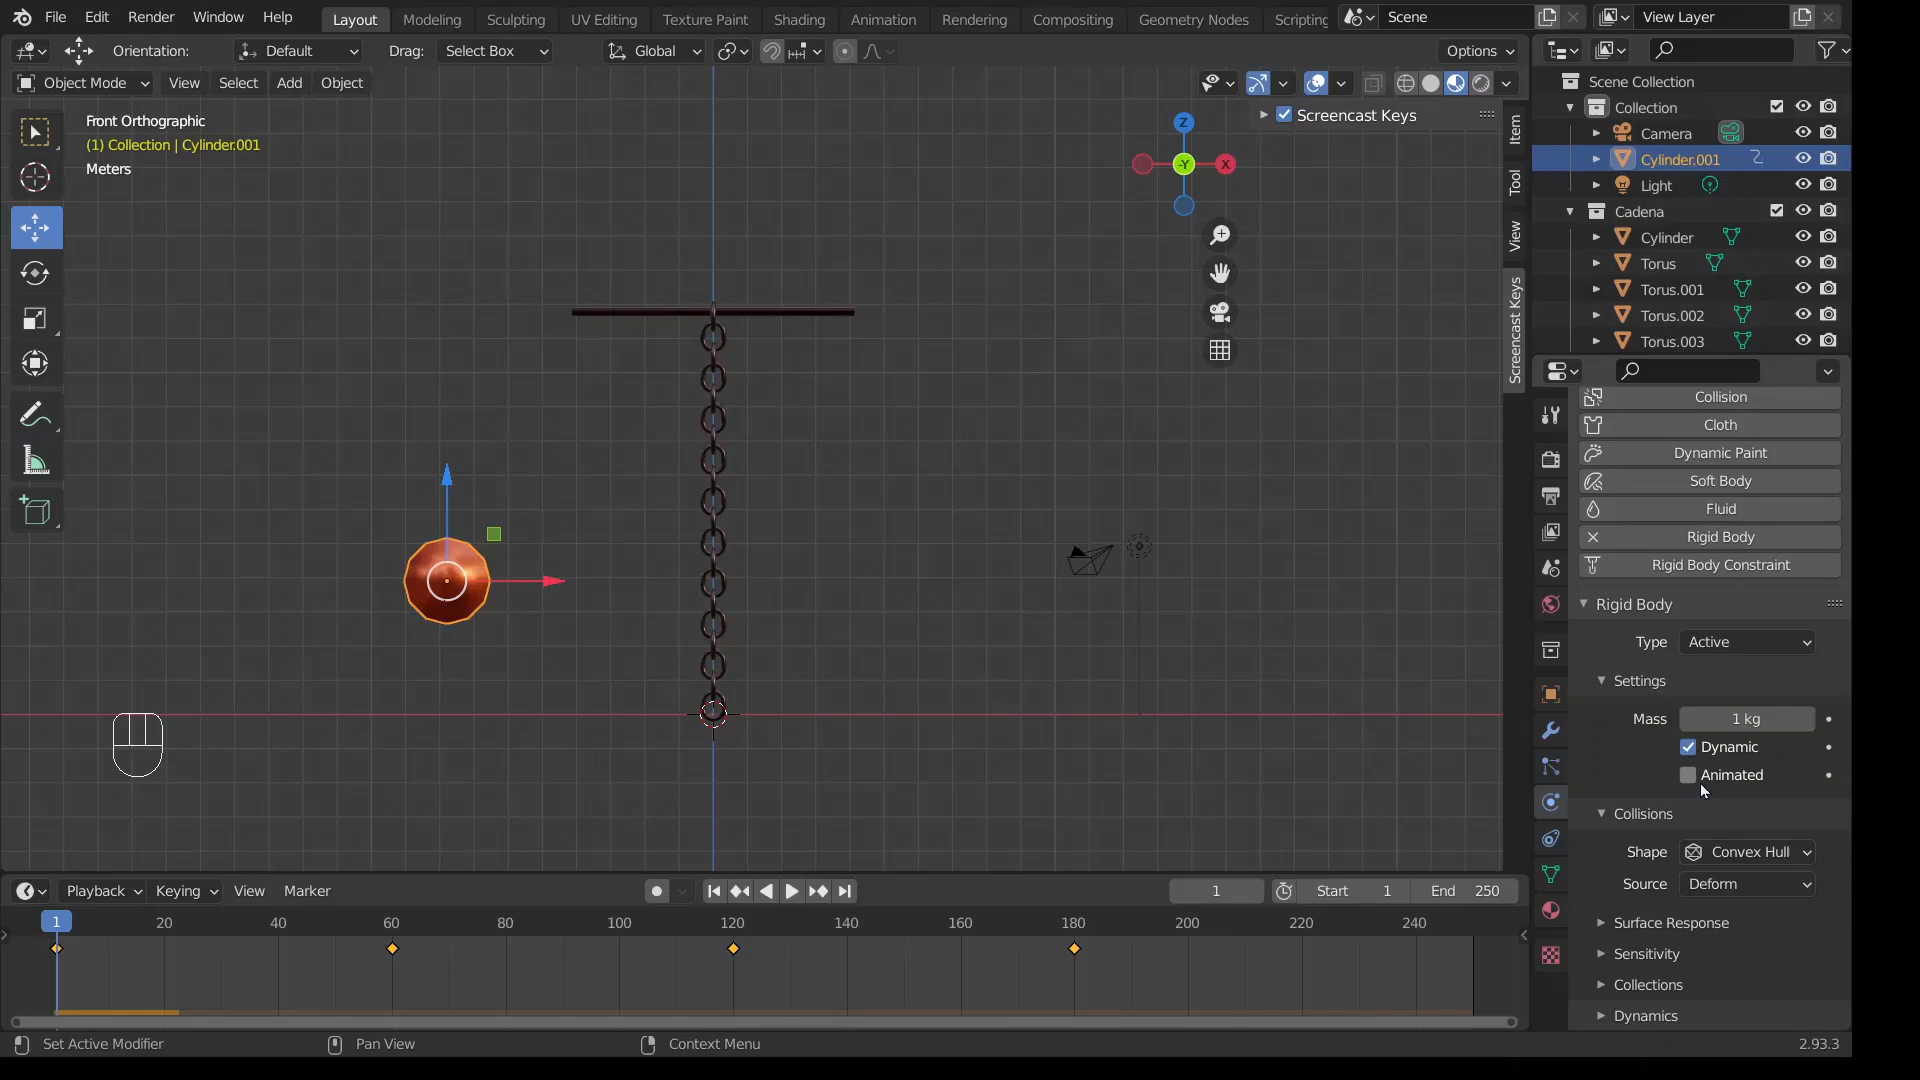 File Edit Render Window Help Layout Modeling Sculpting UV Editing Texture Paint Shading Animation Rendering Compositing Geometry Nodes Scripting Scene View Layer
Orientation: Default Drag: Select Box Global Options
Object Mode View Select Add Object
Front Orthographic
(1) Collection | Cylinder.001
Meters
Screencast Keys
Z
-Y
X
Item
Tool
View
Screencast Keys
Scene Collection
Collection
Camera
Cylinder.001
Light
Cadena
Cylinder
Torus
Torus.001
Torus.002
Torus.003
Collision
Cloth
Dynamic Paint
Soft Body
Fluid
Rigid Body
Rigid Body Constraint
Rigid Body
Type Active
Settings
Mass 1 kg
Dynamic
Animated
Collisions
Shape Convex Hull
Source Deform
Surface Response
Sensitivity
Collections
Dynamics
Playback Keying View Marker 1 Start 1 End 250
1 20 40 60 80 100 120 140 160 180 200 220 240
Set Active Modifier Pan View Context Menu 2.93.3